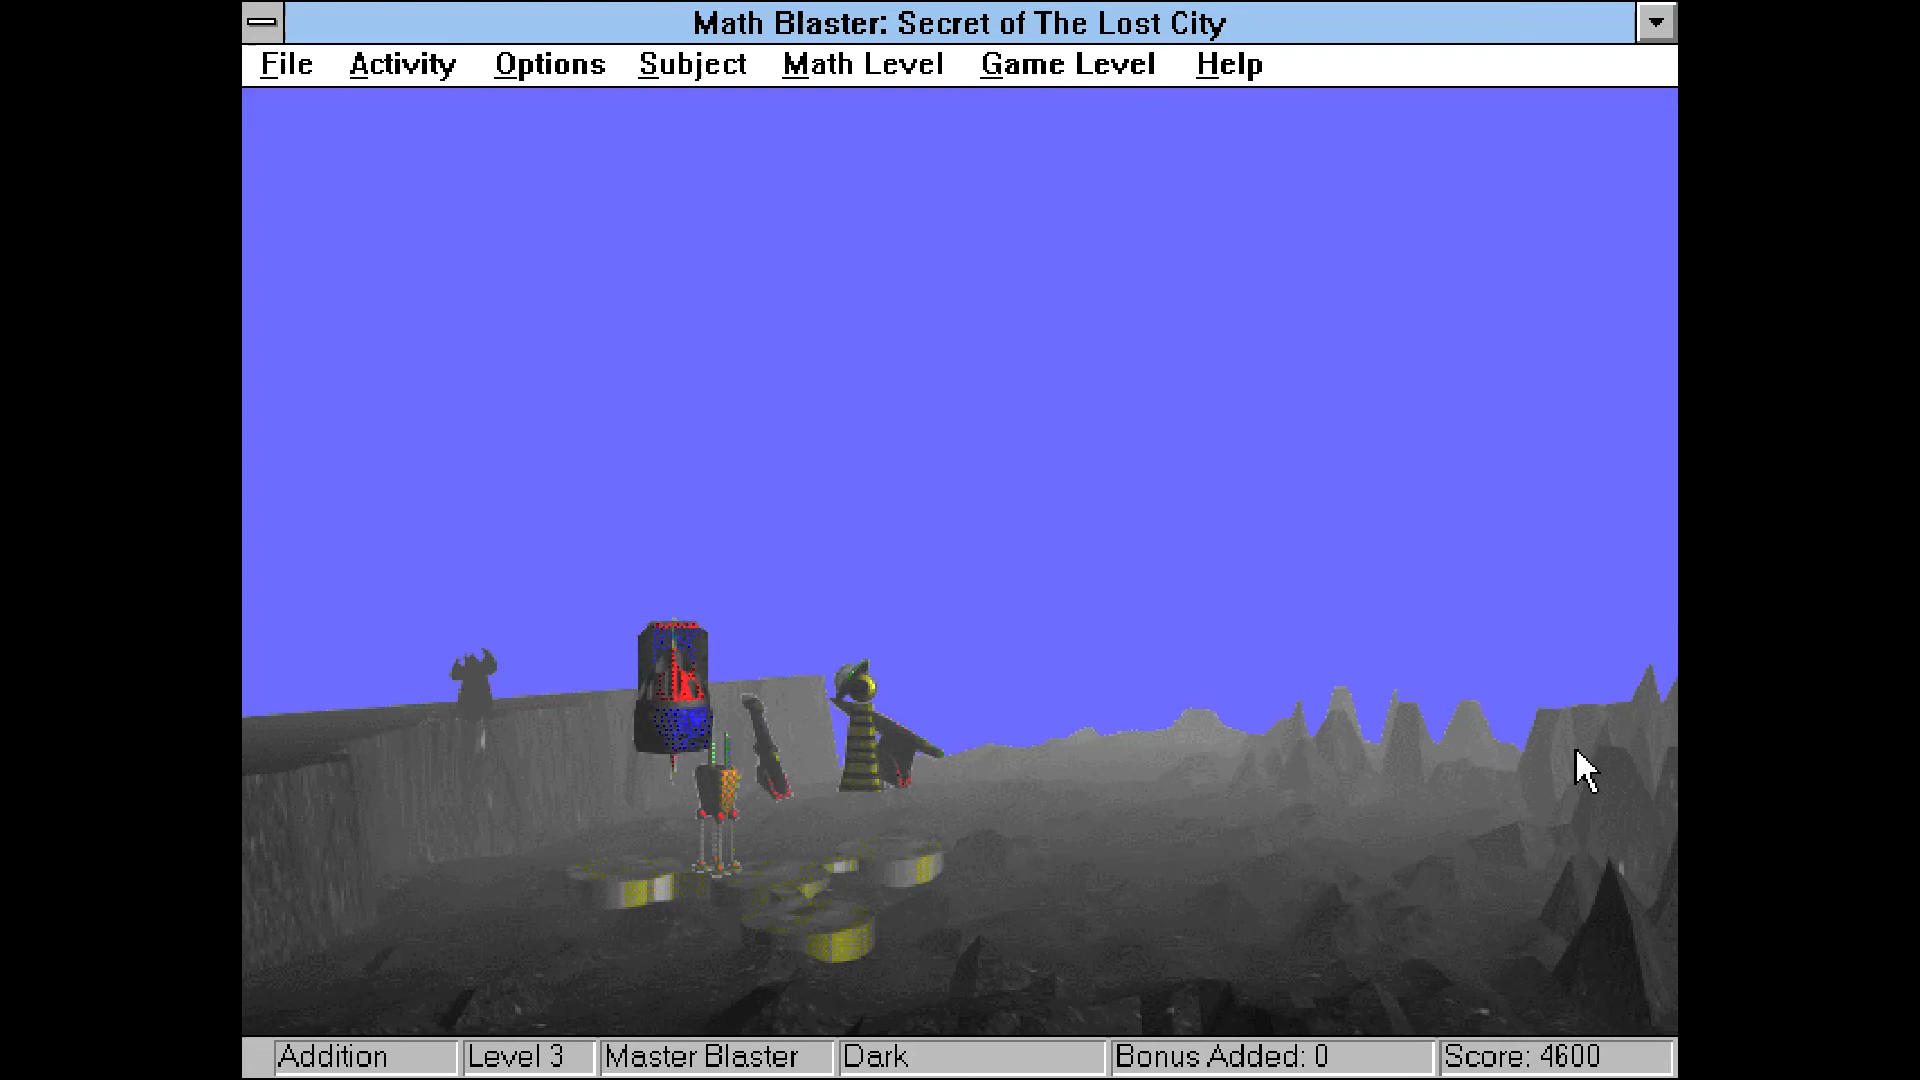 Math Blaster: Secret of The Lost City
File Activity Options Subject Math Level Game Level Help
Addition Level 3 Master Blaster Dark Bonus Added: 0 Score: 4600